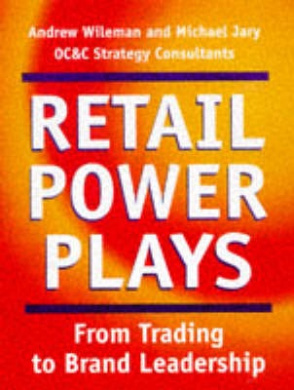 Andrew Wileman and Michael Jary
OC&C Strategy Consultants
RETAIL
POWER
PLAYS
From Trading
to Brand Leadership